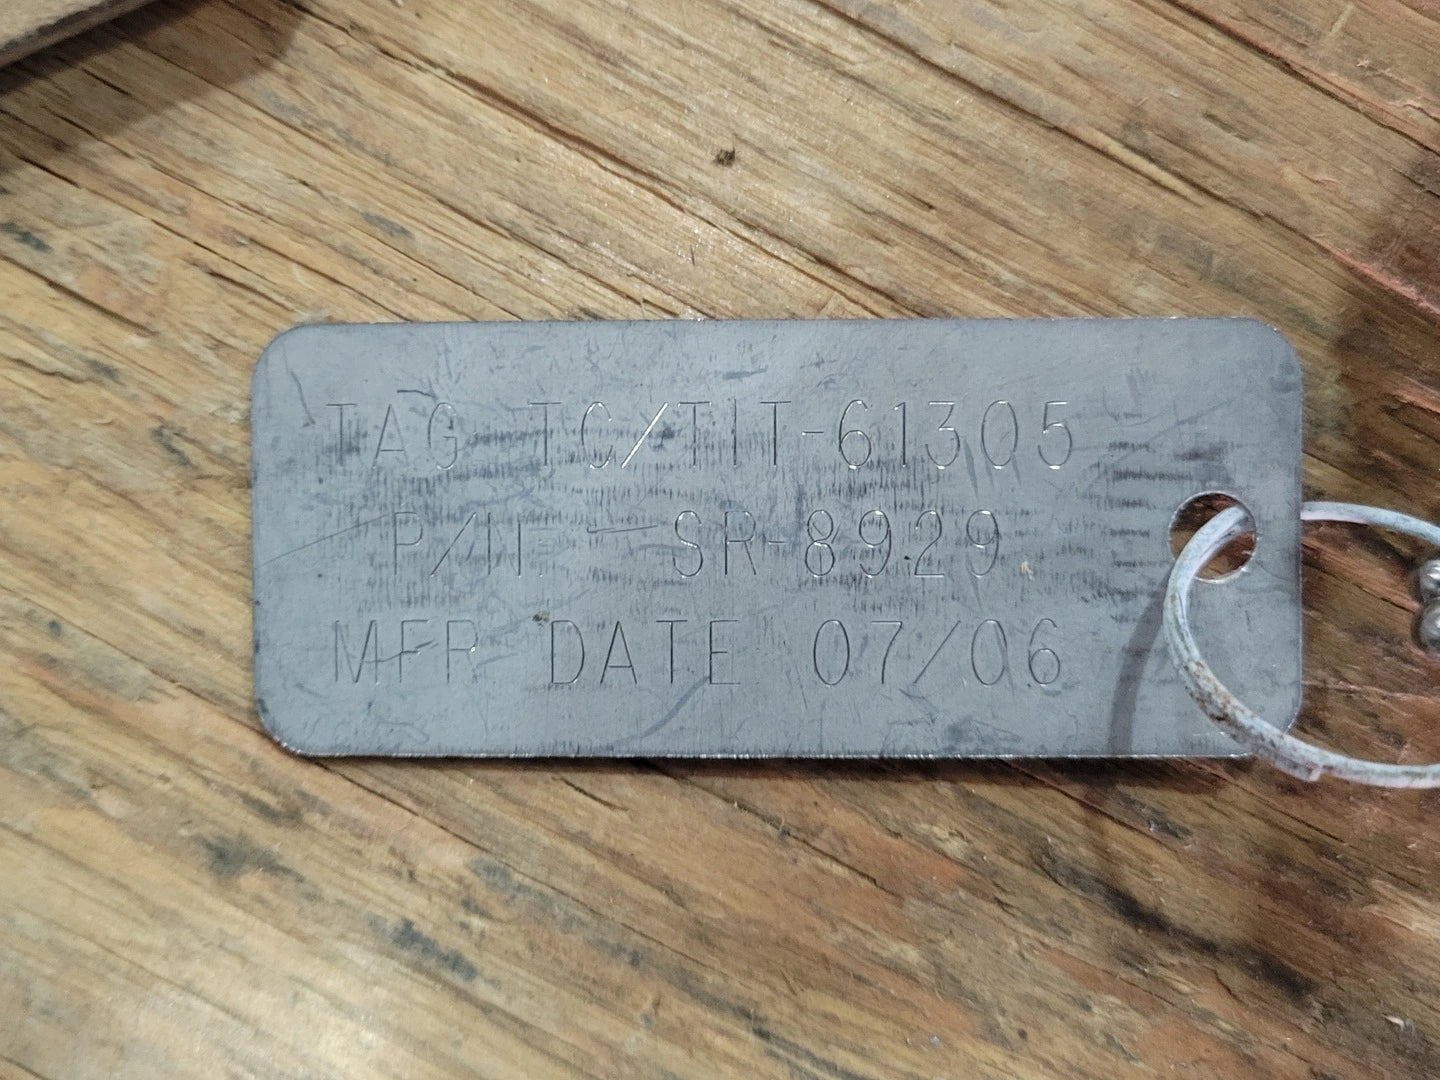 TAG TC/TIT-61305
P/N. SR-8929
MFR DATE 07/06